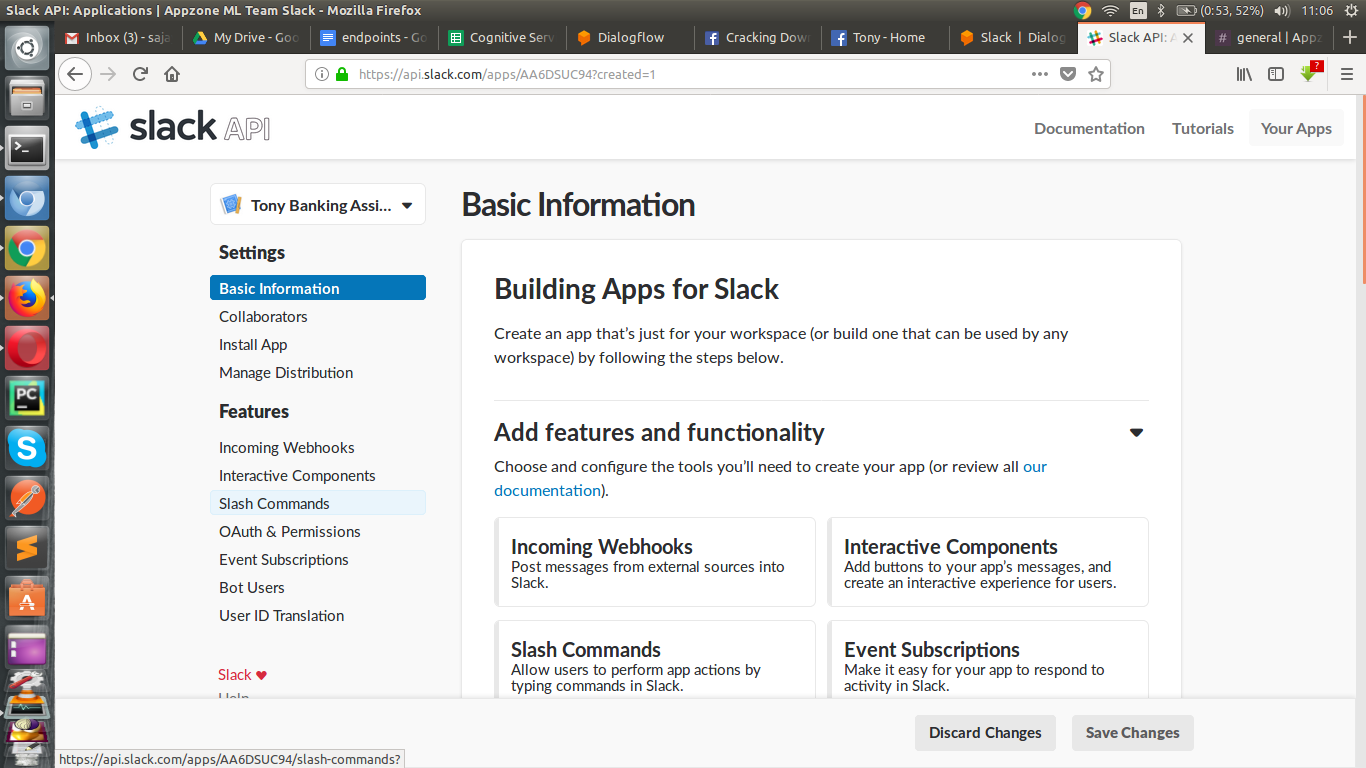 Slack API: Applications | Appzone ML Team Slack - Mozilla Firefox
En
(0:53, 52%)
11:06
Inbox (3) - saja
My Drive - Goo
endpoints - Go
Cognitive Serv
Dialogflow
Cracking Down
Tony - Home
Slack | Dialog
Slack API: A
general | Appz
https://api.slack.com/apps/AA6DSUC94?created=1
?
slack API
Documentation
Tutorials
Your Apps
Tony Banking Assi...
Basic Information
Settings
Basic Information
Collaborators
Install App
Manage Distribution
Features
Incoming Webhooks
Interactive Components
Slash Commands
OAuth & Permissions
Event Subscriptions
Bot Users
User ID Translation
Slack ♥
Help
Building Apps for Slack
Create an app that's just for your workspace (or build one that can be used by any
workspace) by following the steps below.
Add features and functionality
Choose and configure the tools you'll need to create your app (or review all our
documentation).
Incoming Webhooks
Post messages from external sources into
Slack.
Interactive Components
Add buttons to your app's messages, and
create an interactive experience for users.
Slash Commands
Allow users to perform app actions by
typing commands in Slack.
Event Subscriptions
Make it easy for your app to respond to
activity in Slack.
Discard Changes
Save Changes
https://api.slack.com/apps/AA6DSUC94/slash-commands?
PC
S